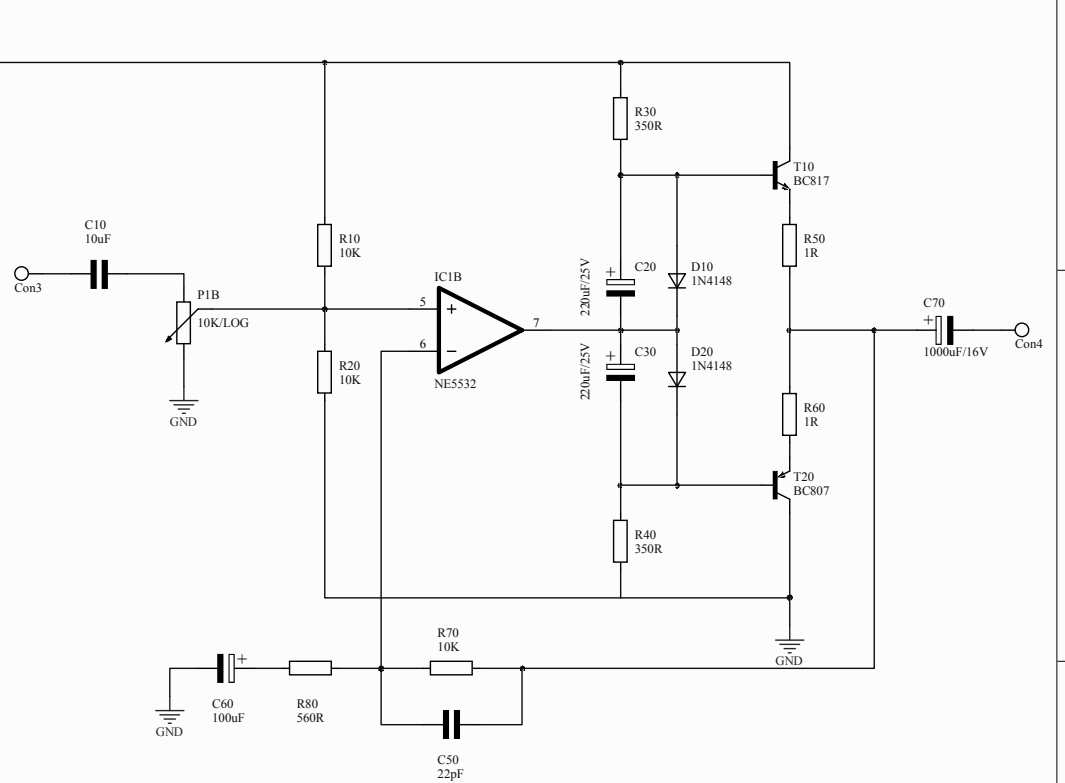 R30
350R
T10
BC817
C10
10uF
R10
10K
R50
1R
Con3
P1B
10K/LOG
IC1B
5
+
6
−
7
NE5532
220uF/25V
+
C20
D10
1N4148
C70
+
1000uF/16V
Con4
R20
10K
GND
220uF/25V
+
C30
D20
1N4148
R60
1R
T20
BC807
R40
350R
R70
10K
GND
+
C60
100uF
R80
560R
GND
C50
22pF